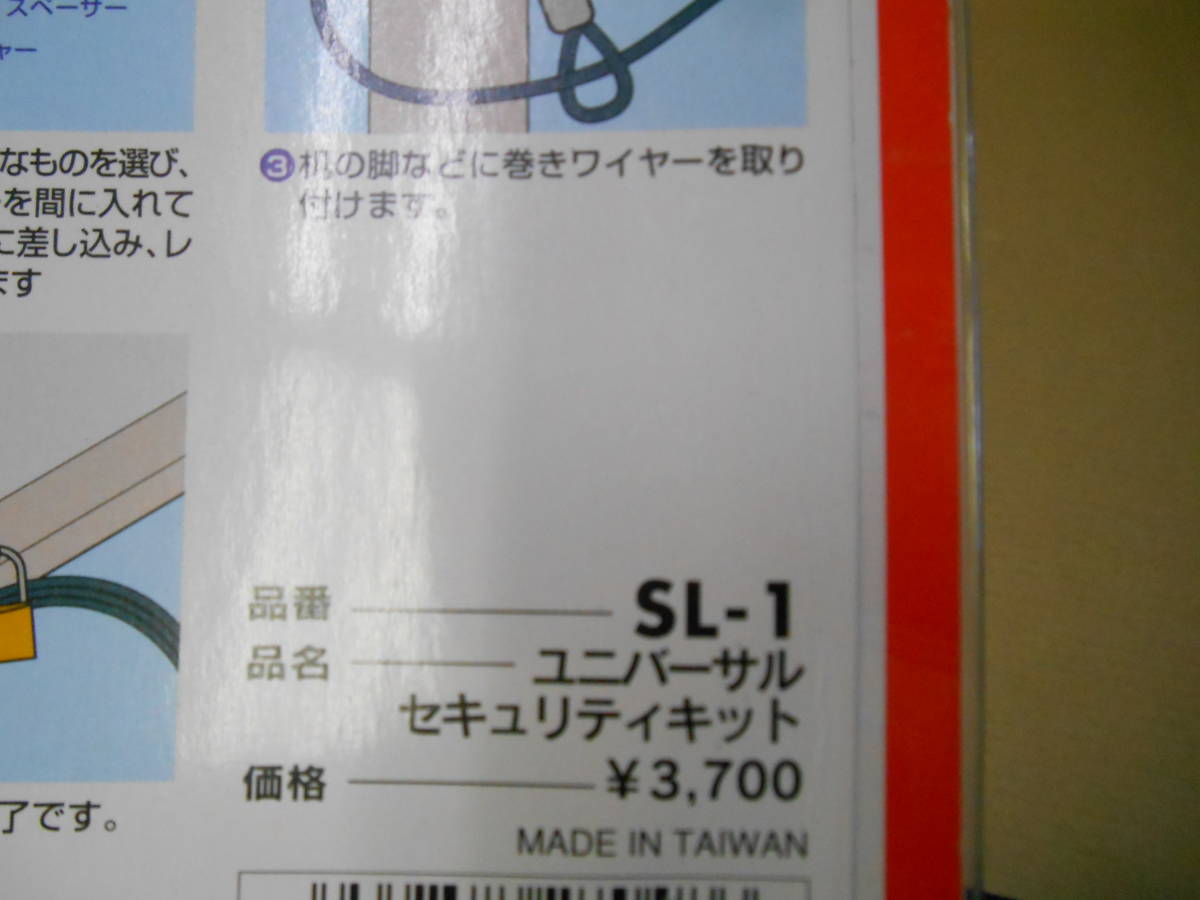 スペーサー
ャー
なものを選び、
を間に入れて
に差し込み、レ
ます
③机の脚などに巻きワイヤーを取り
付けます。
了です。
品番 SL-1
品名 ユニバーサル
セキュリティキット
価格 ¥3,700
MADE IN TAIWAN